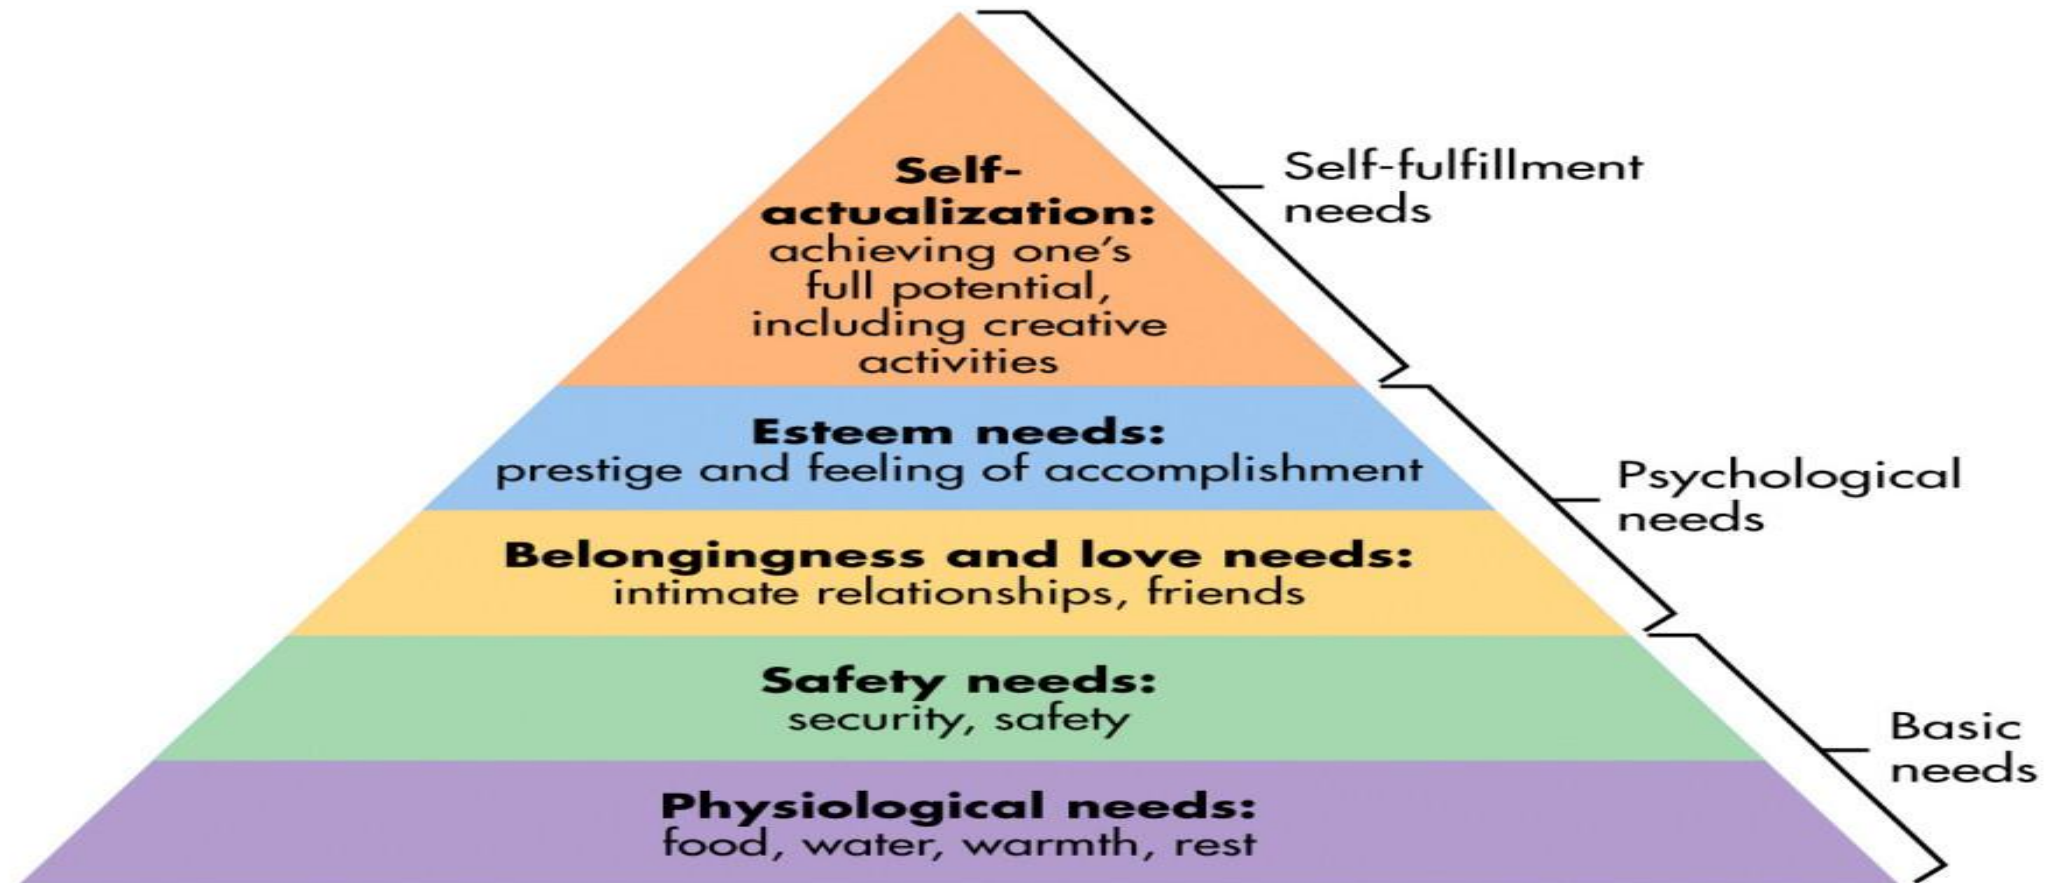 Self-
actualization:
achieving one's
full potential,
including creative
activities
Self-fulfillment
needs
Esteem needs:
prestige and feeling of accomplishment
Psychological
needs
Belongingness and love needs:
intimate relationships, friends
Safety needs:
security, safety
Basic
needs
Physiological needs:
food, water, warmth, rest